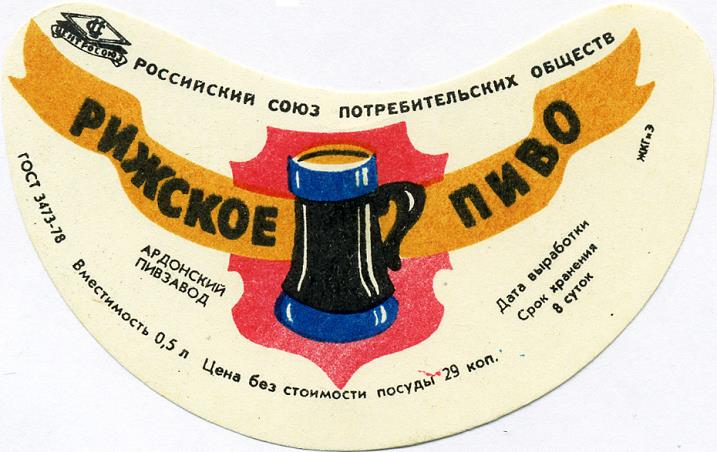 ЦЕНТРОСОЮЗ
РОССИЙСКИЙ СОЮЗ ПОТРЕБИТЕЛЬСКИХ ОБЩЕСТВ
РИЖСКОЕ ПИВО
ЖКГиЭ
ГОСТ 3473-78
АРДОНСКИЙ
ПИВЗАВОД
Дата выработки
Срок хранения
8 суток
Вместимость 0,5 л Цена без стоимости посуды 29 коп.